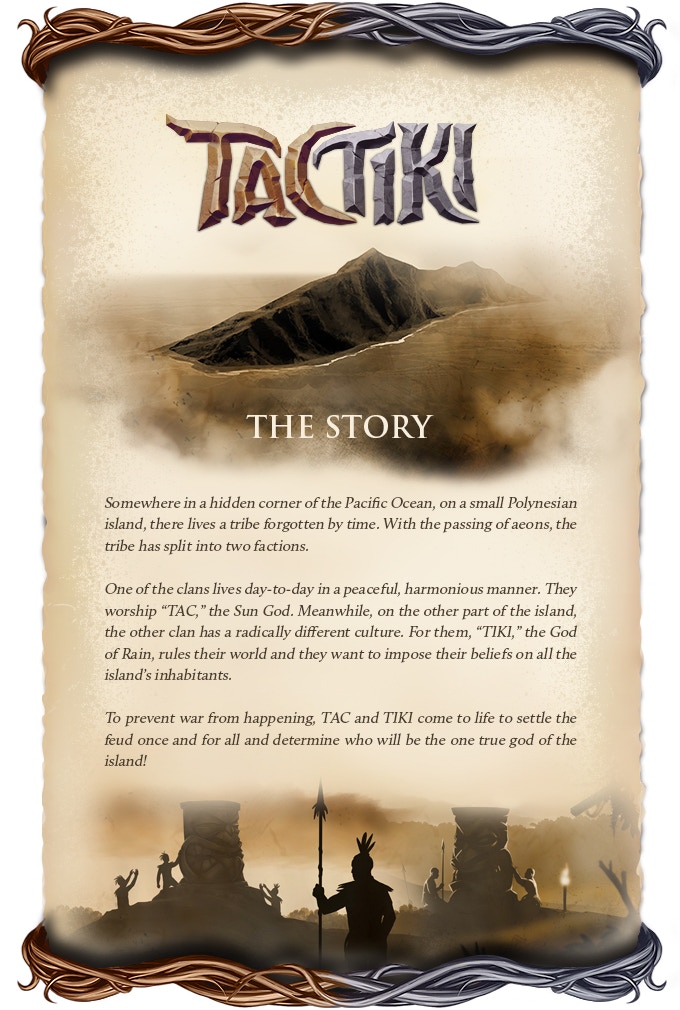 TACTIKI
THE STORY
Somewhere in a hidden corner of the Pacific Ocean, on a small Polynesian
island, there lives a tribe forgotten by time. With the passing of aeons, the
tribe has split into two factions.
One of the clans lives day-to-day in a peaceful, harmonious manner. They
worship “TAC,” the Sun God. Meanwhile, on the other part of the island,
the other clan has a radically different culture. For them, “TIKI,” the God
of Rain, rules their world and they want to impose their beliefs on all the
island’s inhabitants.
To prevent war from happening, TAC and TIKI come to life to settle the
feud once and for all and determine who will be the one true god of the
island!